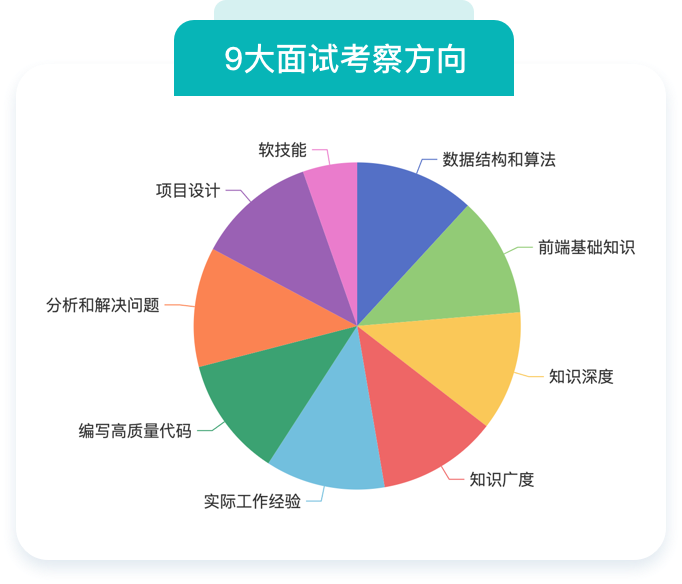 9大面试考察方向
软技能
数据结构和算法
项目设计
前端基础知识
分析和解决问题
知识深度
编写高质量代码
知识广度
实际工作经验